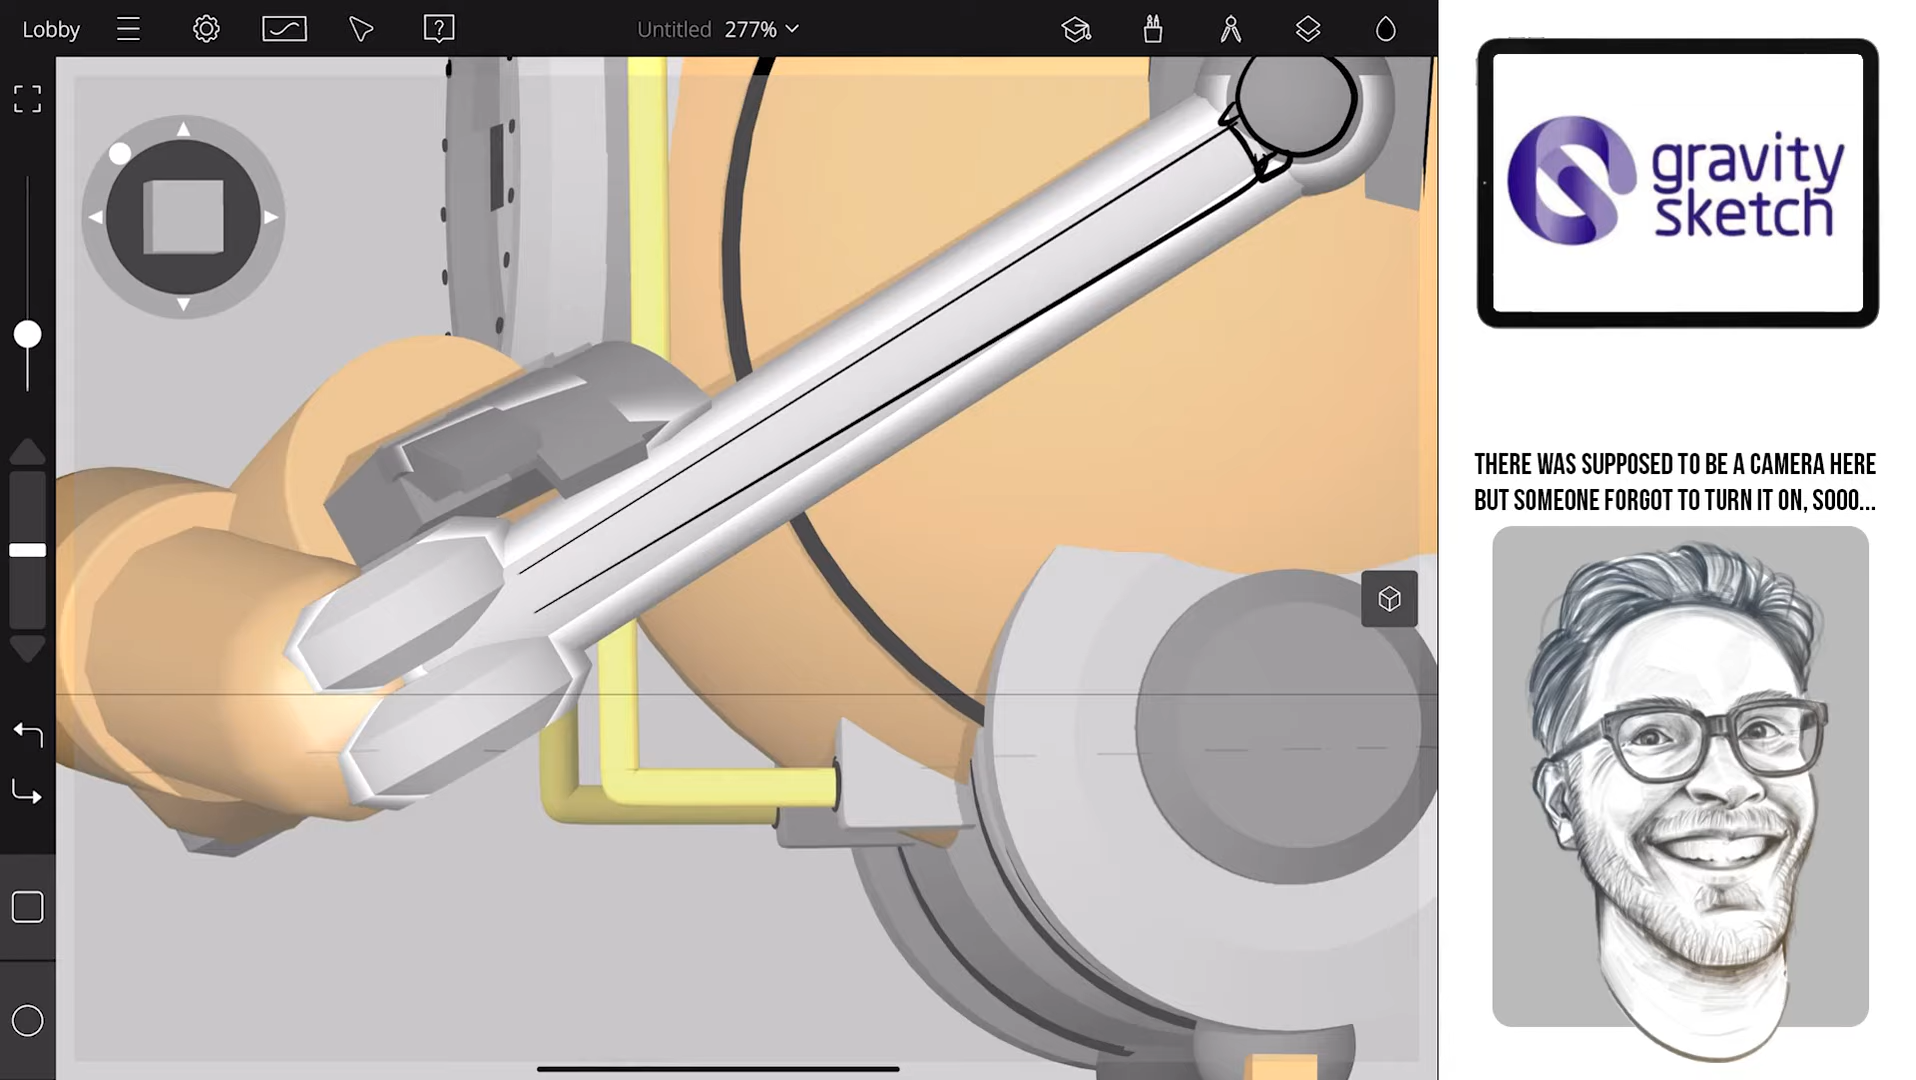 Lobby
?
Untitled 277%
gravity
sketch
THERE WAS SUPPOSED TO BE A CAMERA HERE
BUT SOMEONE FORGOT TO TURN IT ON, SOOO...